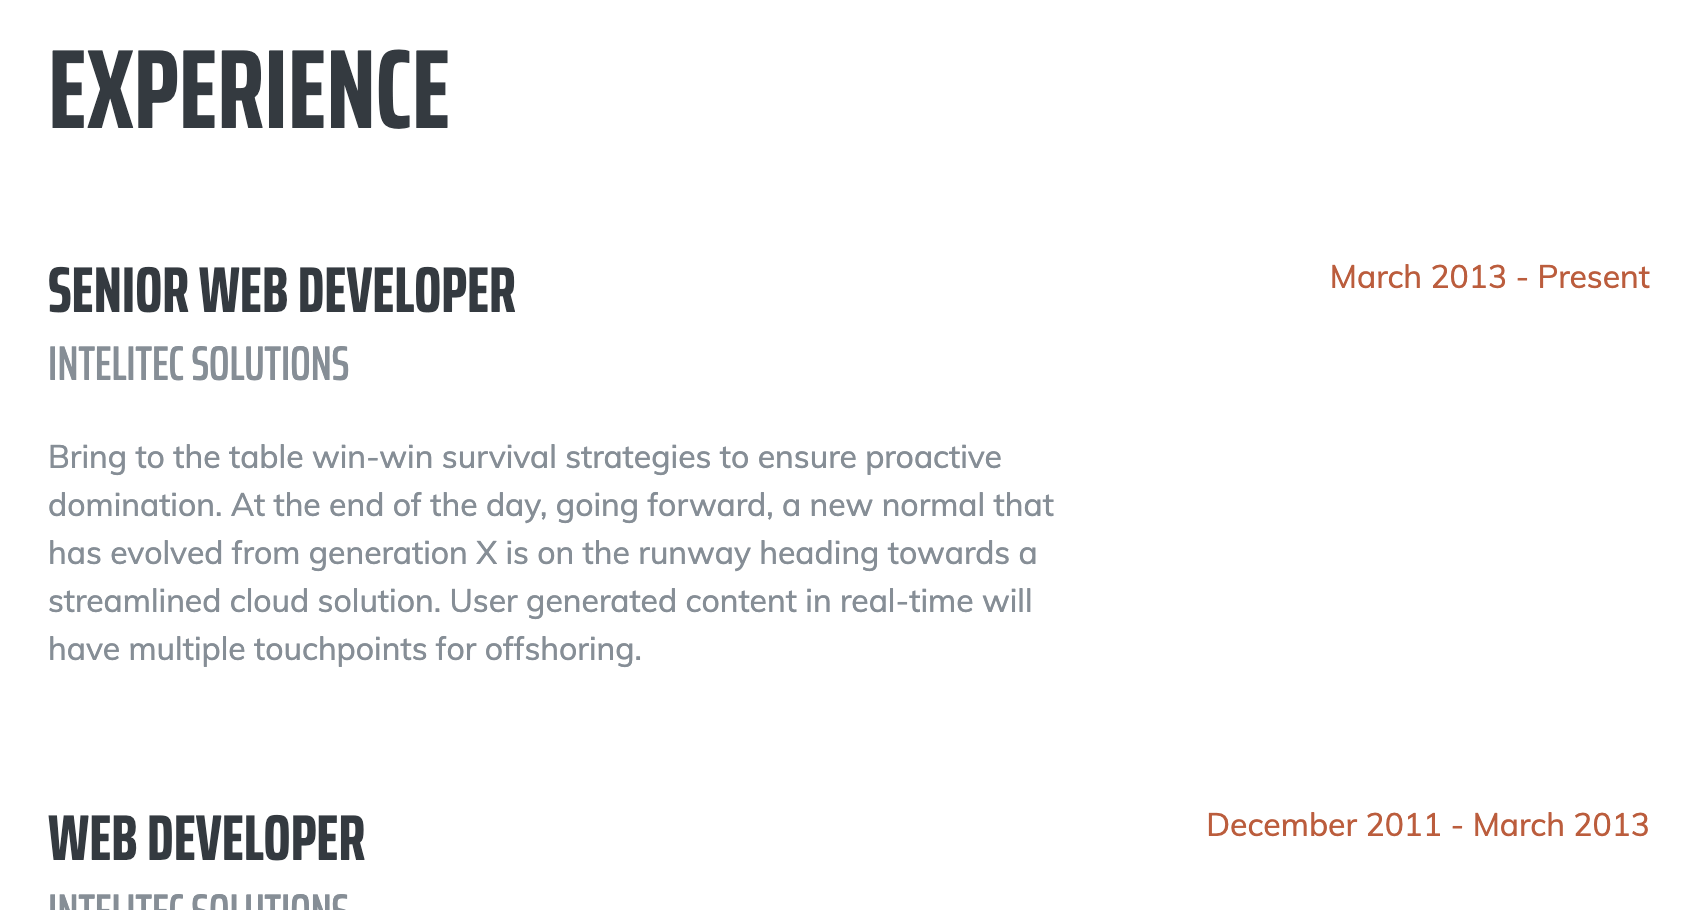 EXPERIENCE
SENIOR WEB DEVELOPER
March 2013 - Present
INTELITEC SOLUTIONS
Bring to the table win-win survival strategies to ensure proactive
domination. At the end of the day, going forward, a new normal that
has evolved from generation X is on the runway heading towards a
streamlined cloud solution. User generated content in real-time will
have multiple touchpoints for offshoring.
WEB DEVELOPER
December 2011 - March 2013
INTELITEC SOLUTIONS